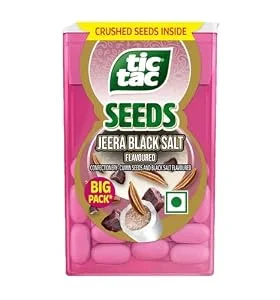 CRUSHED SEEDS INSIDE
tic
tac
SEEDS
JEERA BLACK SALT
FLAVOURED
CONFECTIONERY, CUMIN SEEDS AND BLACK SALT FLAVOURED
BIG
PACK*